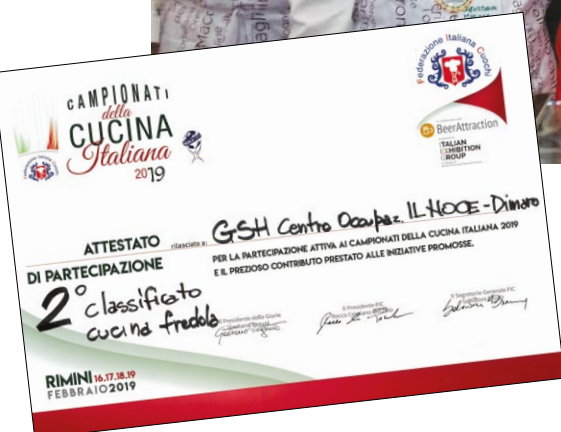 CAMPIONATI
della
CUCINA
Italiana
2019
Federazione Italiana Cuochi
BeerAttraction
ITALIAN
EXHIBITION
GROUP
ATTESTATO
DI PARTECIPAZIONE
rilasciato a: GSH Centro Occupaz. IL NOCE - Dimaro
PER LA PARTECIPAZIONE ATTIVA AI CAMPIONATI DELLA CUCINA ITALIANA 2019
E IL PREZIOSO CONTRIBUTO PRESTATO ALLE INIZIATIVE PROMOSSE.
2° Classificato
cucina fredda
Il Presidente delle Giurie
Il Presidente FIC
Il Segretario Generale FIC
RIMINI 16.17.18.19
FEBBRAIO 2019